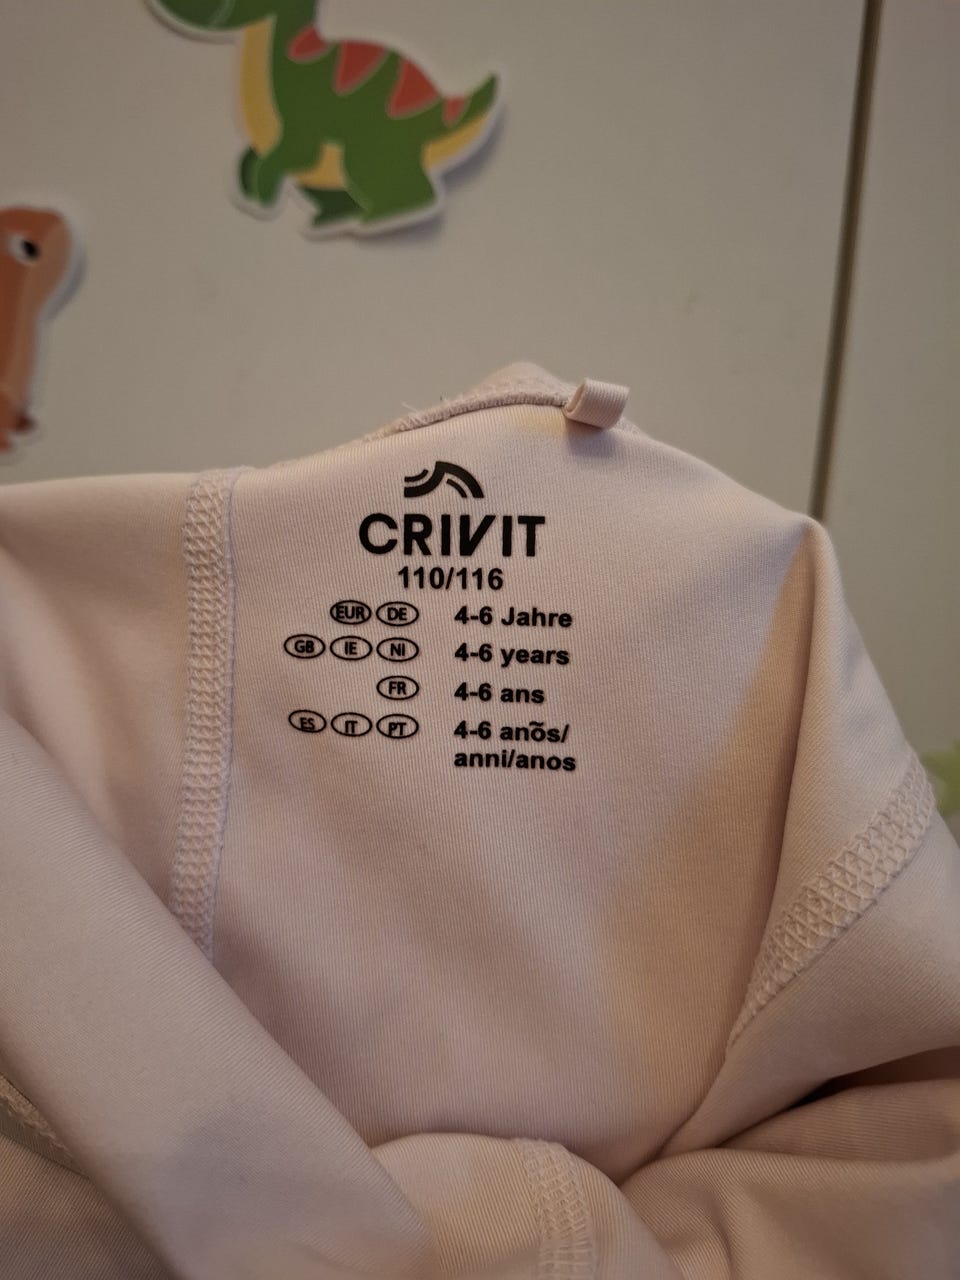 CRIVIT
110/116
EUR DE 4-6 Jahre
GB IE NI 4-6 years
FR 4-6 ans
ES IT PT 4-6 anõs/
anni/anos